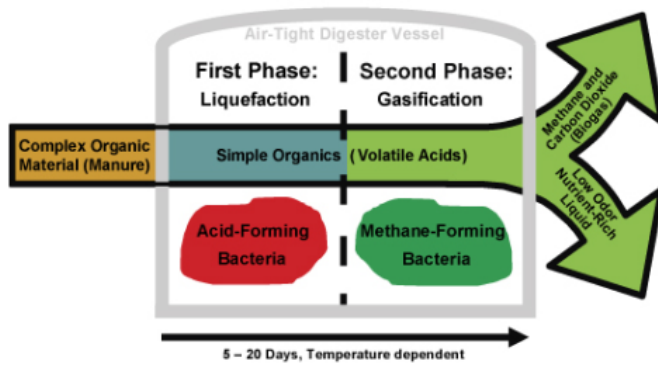 Air-Tight Digester Vessel
First Phase:
Liquefaction
Second Phase:
Gasification
Complex Organic
Material (Manure)
Simple Organics (Volatile Acids)
Methane and
Carbon Dioxide
(Biogas)
Low Odor
Nutrient-Rich
Liquid
Acid-Forming
Bacteria
Methane-Forming
Bacteria
5 – 20 Days, Temperature dependent